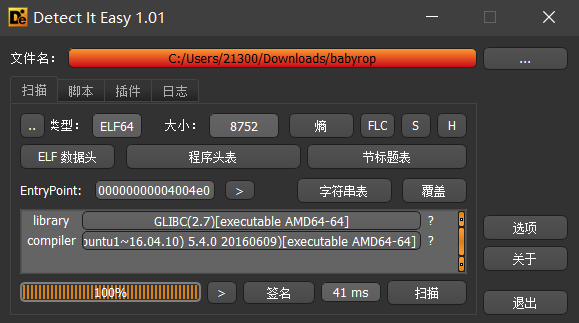 Detect It Easy 1.01
文件名: C:/Users/21300/Downloads/babyrop ...
扫描 脚本 插件 日志
.. 类型: ELF64 大小: 8752 熵 FLC S H
ELF 数据头 程序头表 节标题表
EntryPoint: 00000000004004e0 > 字符串表 覆盖
library GLIBC(2.7)[executable AMD64-64] ?
compiler buntu1~16.04.10) 5.4.0 20160609)[executable AMD64-64] ?
选项
关于
100% > 签名 41 ms 扫描
退出